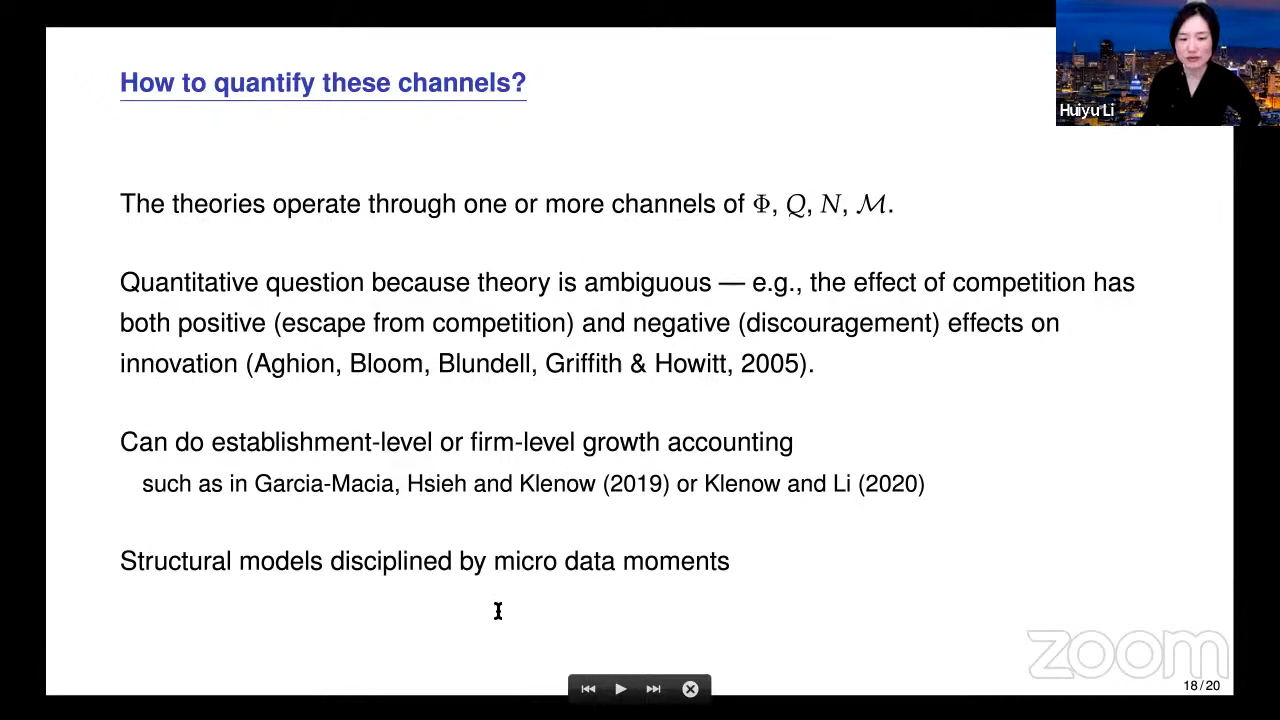 How to quantify these channels?
Huiyu Li
The theories operate through one or more channels of Φ, Q, N, ℳ.
Quantitative question because theory is ambiguous — e.g., the effect of competition has
both positive (escape from competition) and negative (discouragement) effects on
innovation (Aghion, Bloom, Blundell, Griffith & Howitt, 2005).
Can do establishment-level or firm-level growth accounting
such as in Garcia-Macia, Hsieh and Klenow (2019) or Klenow and Li (2020)
Structural models disciplined by micro data moments
zoom
18 / 20